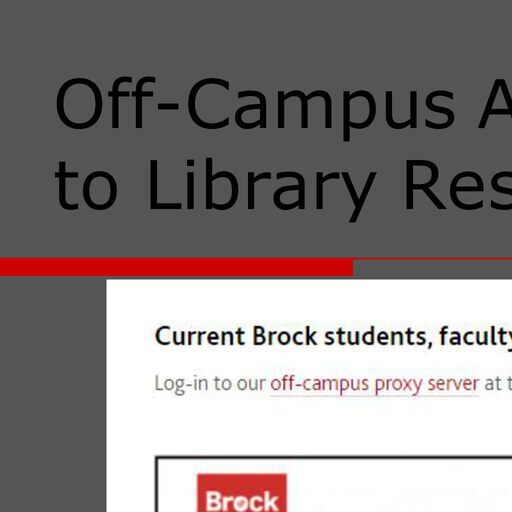 Off-Campus A
to Library Res
Current Brock students, faculty
Log-in to our off-campus proxy server at t
Brock